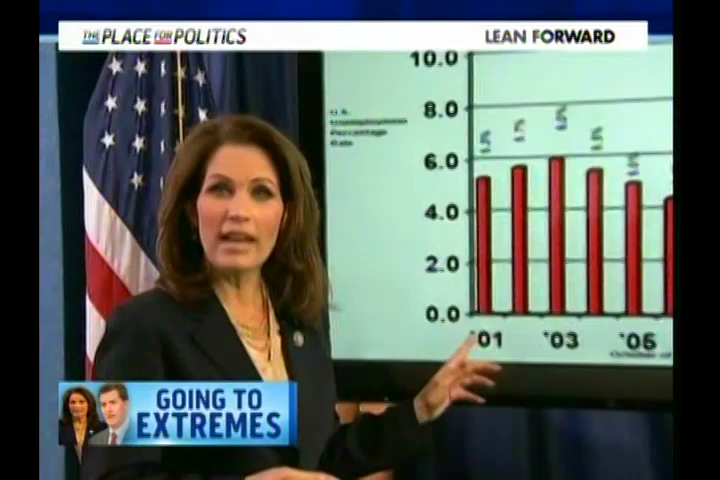 THE PLACE FOR POLITICS
LEAN FORWARD
10.0
8.0
6.0
4.0
2.0
0.0
'01
'03
'05
GOING TO
EXTREMES